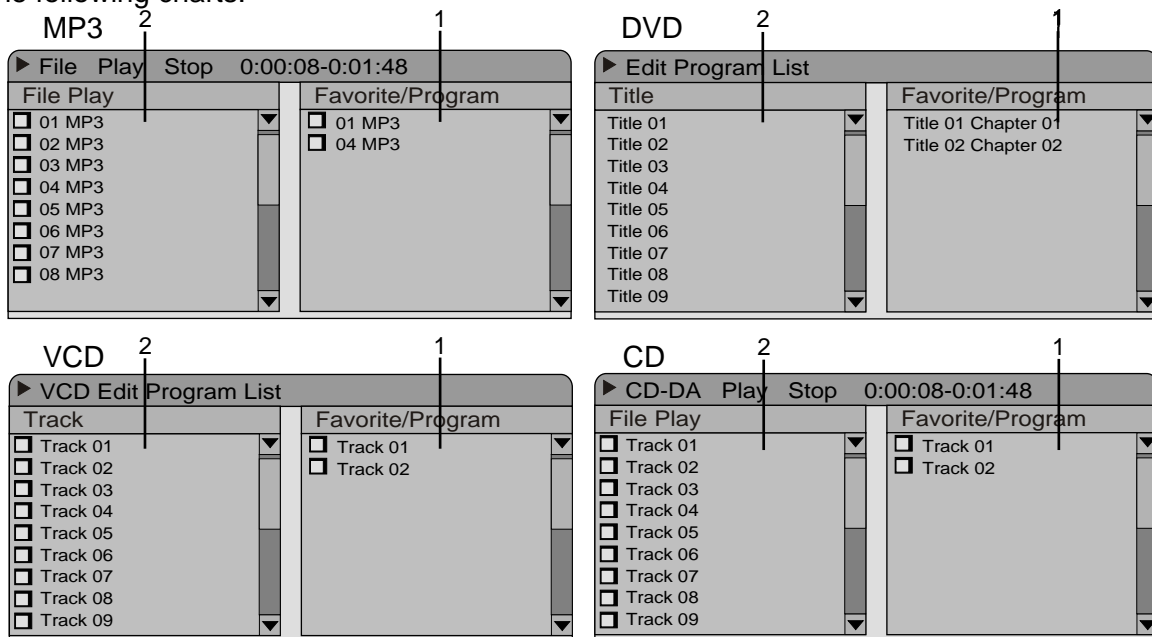 following charts.
MP3 2 1
File Play Stop 0:00:08-0:01:48
File Play
01 MP3
02 MP3
03 MP3
04 MP3
05 MP3
06 MP3
07 MP3
08 MP3
Favorite/Program
01 MP3
04 MP3
DVD 2 1
Edit Program List
Title
Title 01
Title 02
Title 03
Title 04
Title 05
Title 06
Title 07
Title 08
Title 09
Favorite/Program
Title 01 Chapter 01
Title 02 Chapter 02
VCD 2 1
VCD Edit Program List
Track
Track 01
Track 02
Track 03
Track 04
Track 05
Track 06
Track 07
Track 08
Track 09
Favorite/Program
Track 01
Track 02
CD 2 1
CD-DA Play Stop 0:00:08-0:01:48
File Play
Track 01
Track 02
Track 03
Track 04
Track 05
Track 06
Track 07
Track 08
Track 09
Favorite/Program
Track 01
Track 02